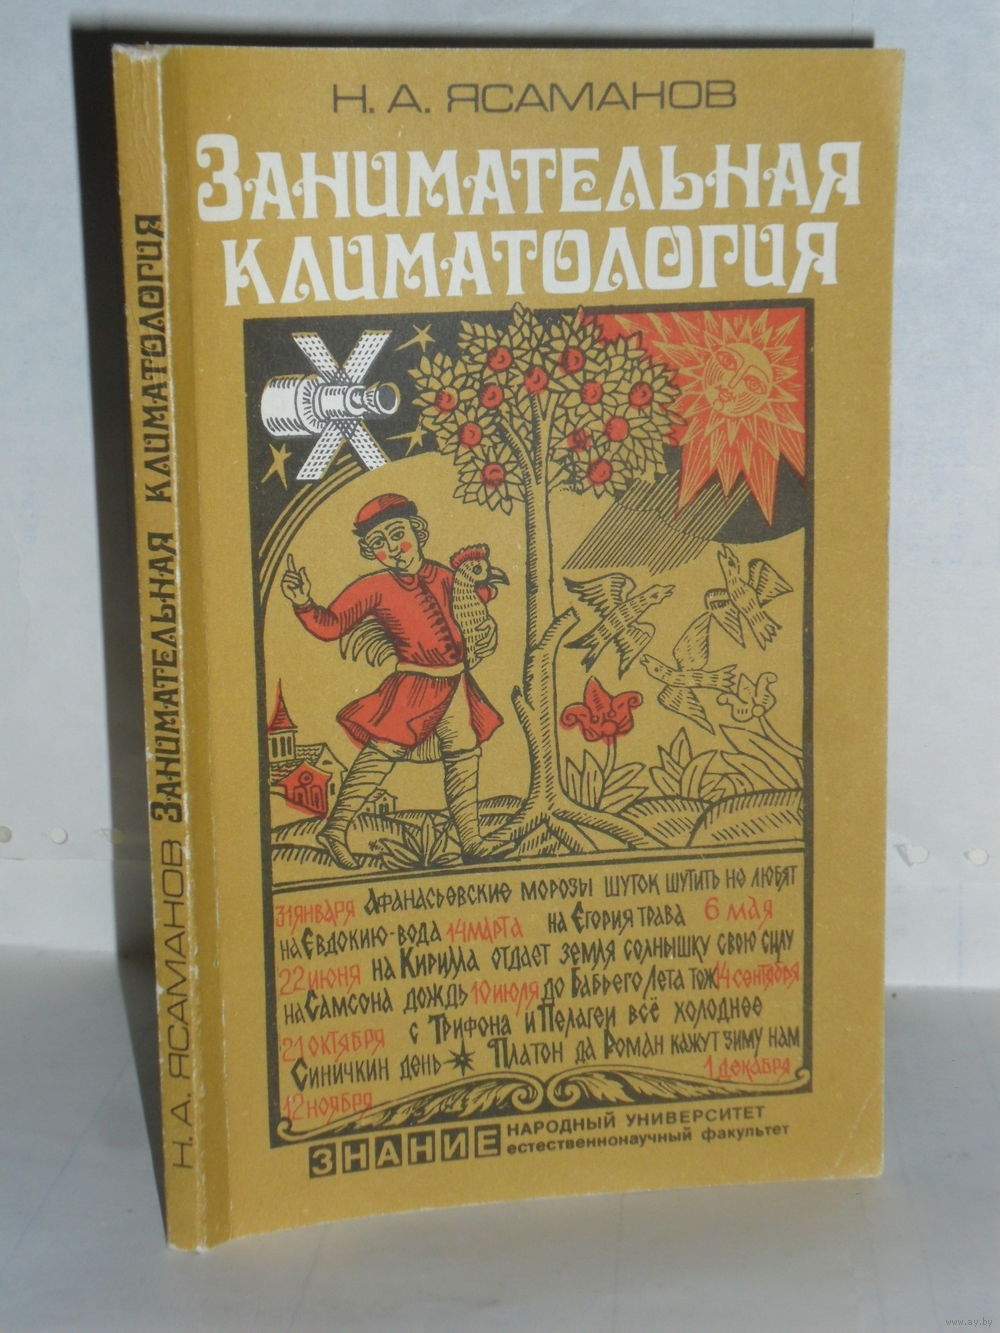 Н. А. ЯСАМАНОВ
ЗАНИМАТЕЛЬНАЯ
КЛИМАТОЛОГИЯ
31 ЯНВАРЯ АФАНАСЬЕВСКИЕ МОРОЗЫ ШУТОК ШУТИТЬ НЕ ЛЮБЯТ
НА ЕВДОКИЮ-ВОДА 14 МАРТА НА ЕГОРИЯ ТРАВА 6 МАЯ
22 ИЮНЯ НА КИРИЛЛА ОТДАЕТ ЗЕМЛЯ СОЛНЫШКУ СВОЮ СИЛУ
НА САМСОНА ДОЖДЬ 10 ИЮЛЯ ДО БАБЬЕГО ЛЕТА ТОЖ 14 СЕНТЯБРЯ
21 ОКТЯБРЯ С ТРИФОНА И ПЕЛАГЕИ ВСЁ ХОЛОДНЕЕ
СИНИЧКИН ДЕНЬ ПЛАТОН ДА РОМАН КАЖУТ ЗИМУ НАМ
12 НОЯБРЯ 1 ДЕКАБРЯ
ЗНАНИЕ НАРОДНЫЙ УНИВЕРСИТЕТ
естественнонаучный факультет
Н. А. ЯСАМАНОВ ЗАНИМАТЕЛЬНАЯ КЛИМАТОЛОГИЯ
www.ay.by